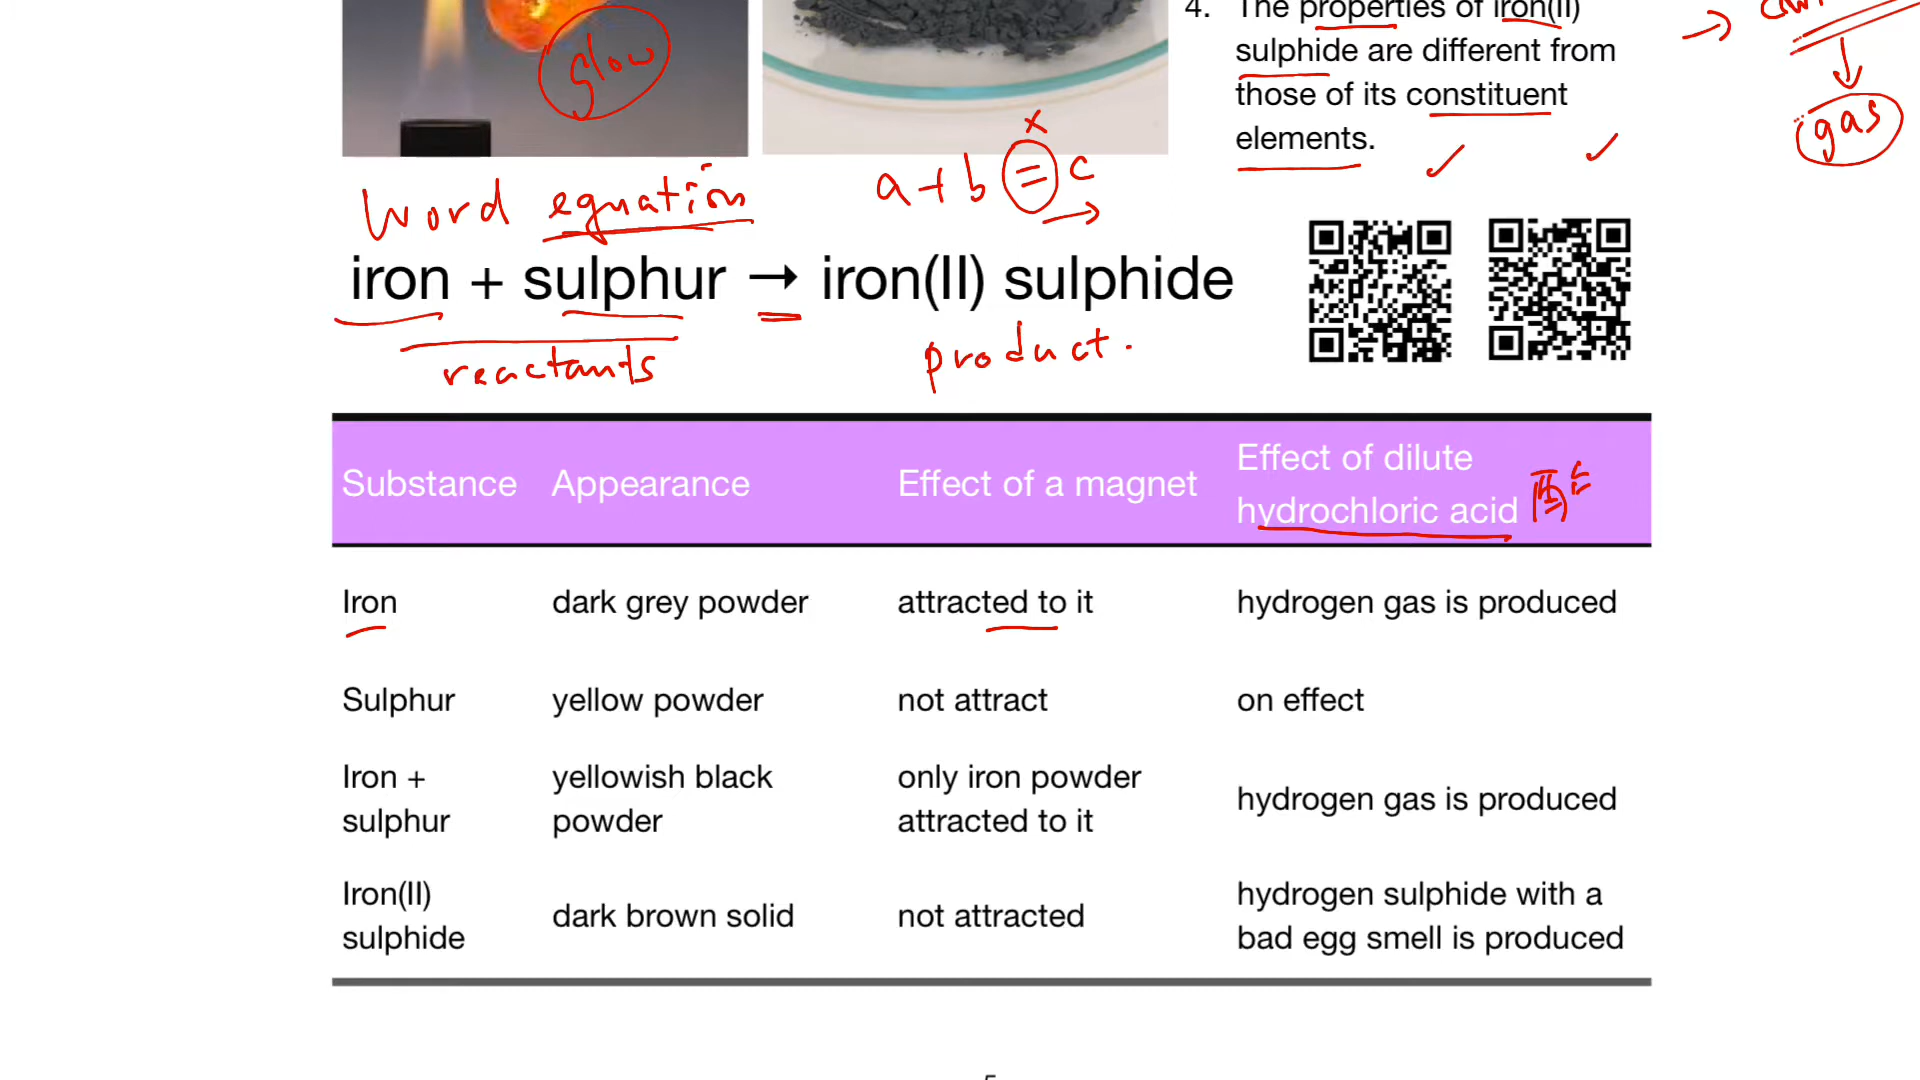 glow
4. The properties of iron(II)
sulphide are different from
those of its constituent
elements.
gas
x
a + b = c
→
word equation
iron + sulphur → iron(II) sulphide
reactants
product.
Substance Appearance Effect of a magnet Effect of dilute
hydrochloric acid
Iron dark grey powder attracted to it hydrogen gas is produced
Sulphur yellow powder not attract on effect
Iron + yellowish black only iron powder hydrogen gas is produced
sulphur powder attracted to it
Iron(II) dark brown solid not attracted hydrogen sulphide with a
sulphide bad egg smell is produced